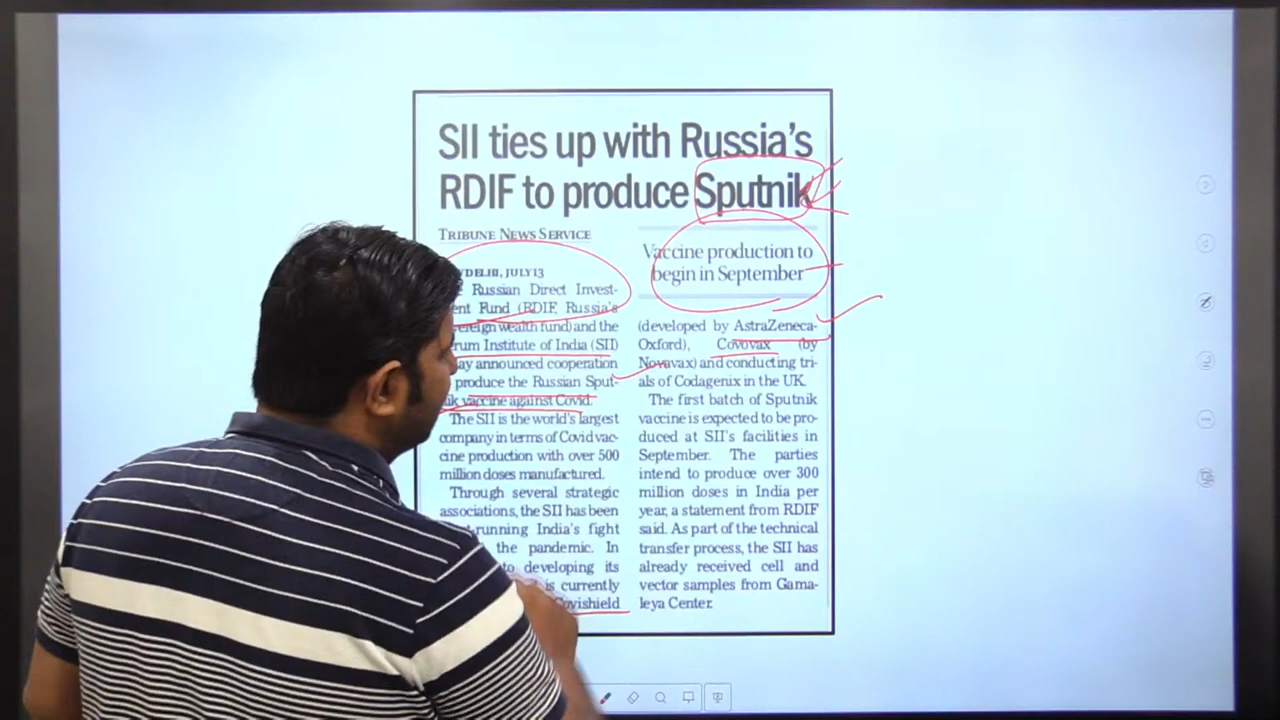 SII ties up with Russia's
RDIF to produce Sputnik
TRIBUNE NEWS SERVICE
DELHI, JULY 13
Russian Direct Invest-
Fund (RDIF, Russia's
wealth fund) and the
Institute of India (SII)
announced cooperation
produce the Russian Sput-
vaccine against Covid.
The SII is the world's largest
company in terms of Covid vac-
cine production with over 500
million doses manufactured.
Through several strategic
associations, the SII has been
running India's fight
the pandemic. In
to developing its
is currently
Covishield
Vaccine production to
begin in September
(developed by AstraZeneca-
Oxford), Covovax (by
Novavax) and conducting tri-
als of Codagenix in the UK.
The first batch of Sputnik
vaccine is expected to be pro-
duced at SII's facilities in
September. The parties
intend to produce over 300
million doses in India per
year, a statement from RDIF
said. As part of the technical
transfer process, the SII has
already received cell and
vector samples from Gama-
leya Center.